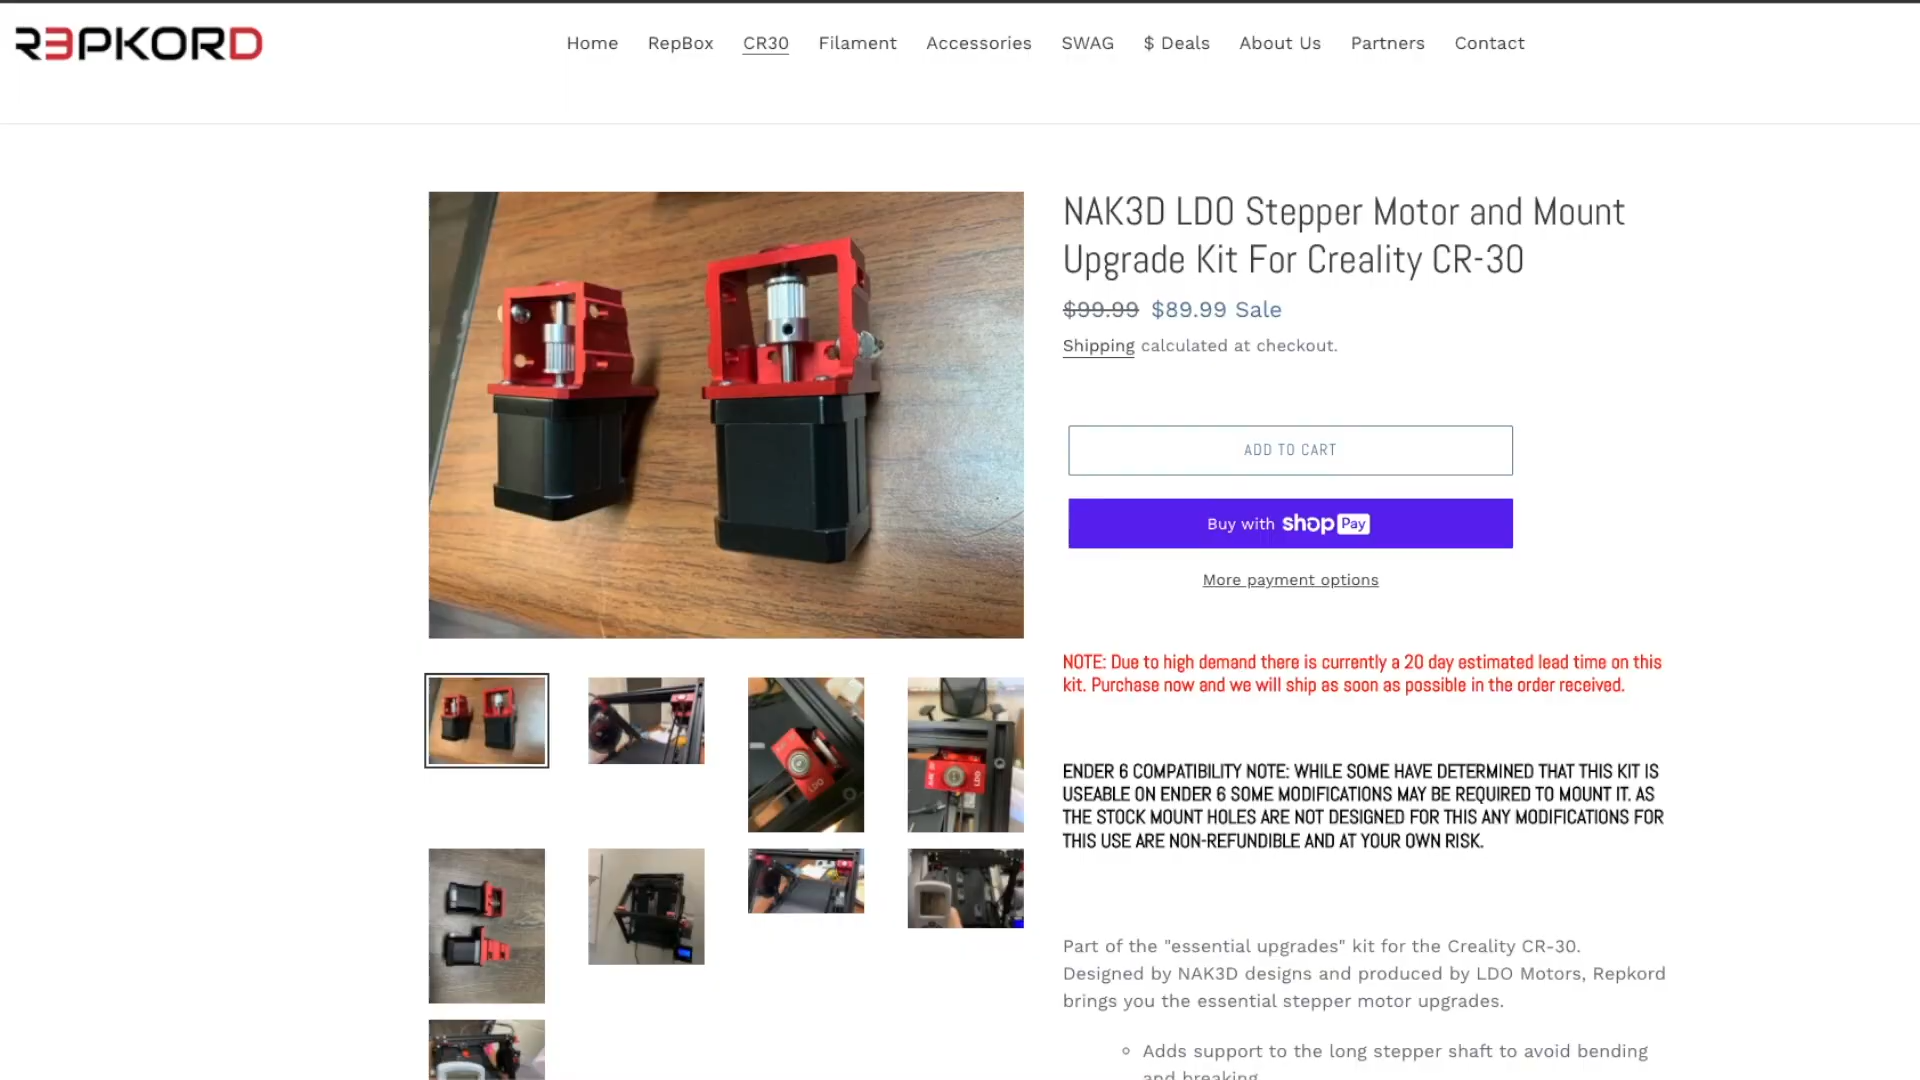 R3PKORD
Home RepBox CR30 Filament Accessories SWAG $ Deals About Us Partners Contact
NAK3D LDO Stepper Motor and Mount
Upgrade Kit For Creality CR-30
$99.99 $89.99 Sale
Shipping calculated at checkout.
ADD TO CART
Buy with shop Pay
More payment options
NOTE: Due to high demand there is currently a 20 day estimated lead time on this
kit. Purchase now and we will ship as soon as possible in the order received.
ENDER 6 COMPATIBILITY NOTE: WHILE SOME HAVE DETERMINED THAT THIS KIT IS
USEABLE ON ENDER 6 SOME MODIFICATIONS MAY BE REQUIRED TO MOUNT IT. AS
THE STOCK MOUNT HOLES ARE NOT DESIGNED FOR THIS ANY MODIFICATIONS FOR
THIS USE ARE NON-REFUNDIBLE AND AT YOUR OWN RISK.
Part of the "essential upgrades" kit for the Creality CR-30.
Designed by NAK3D designs and produced by LDO Motors, Repkord
brings you the essential stepper motor upgrades.
Adds support to the long stepper shaft to avoid bending
and breaking
LDO
LDO